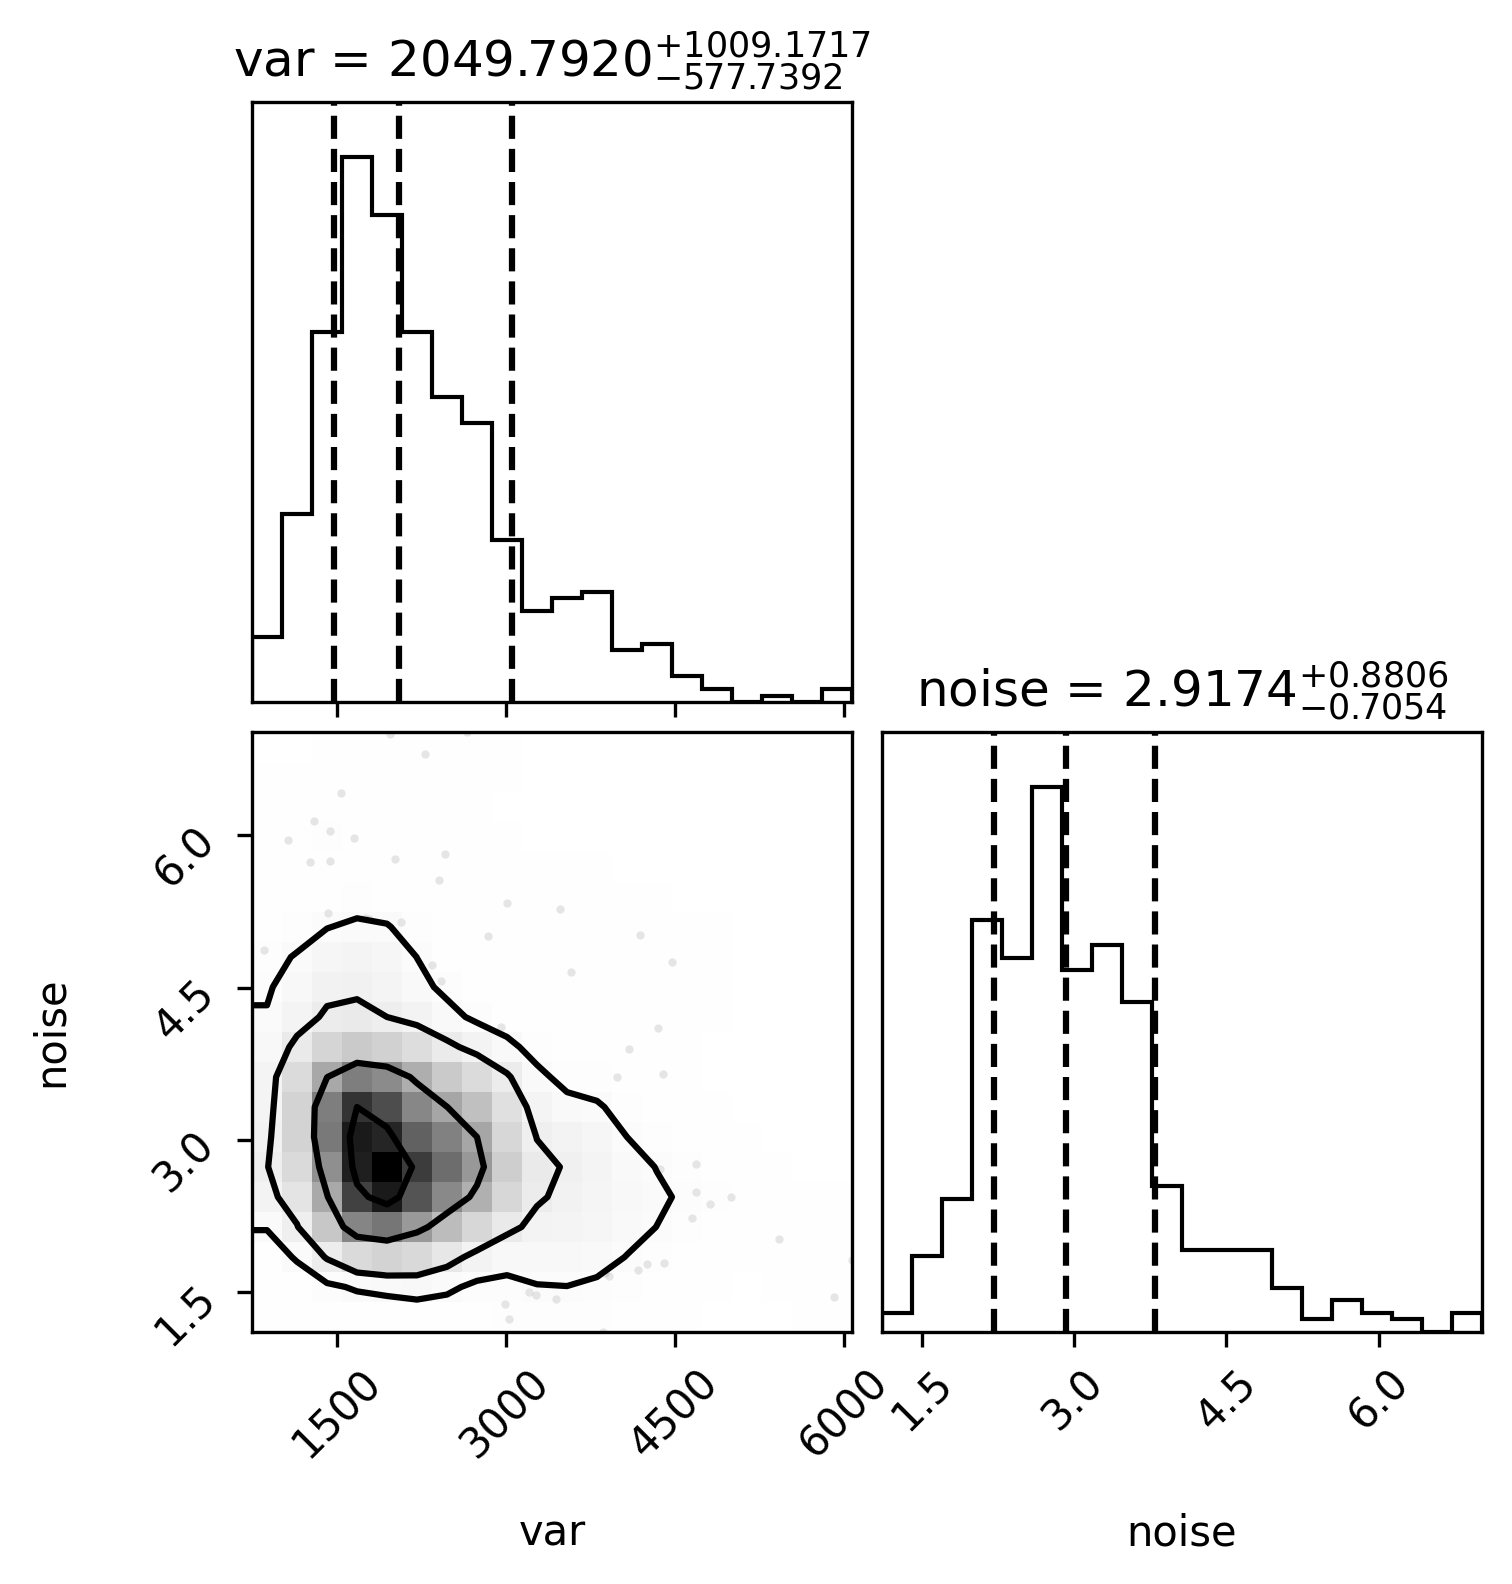 var = 2049.7920+1009.1717−577.7392
noise = 2.9174+0.8806−0.7054
noise
6.0
4.5
3.0
1.5
1500 3000 4500 6000
1.5 3.0 4.5 6.0
var
noise